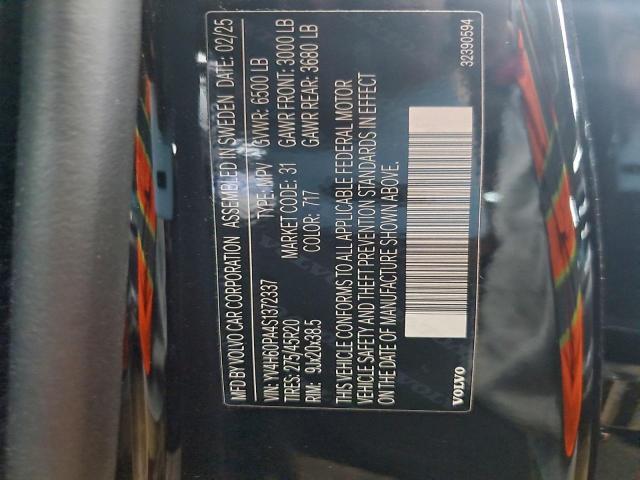 MFD BY VOLVO CAR CORPORATION ASSEMBLED IN SWEDEN DATE: 02/25
VIN: YV4H60PA4S1372337 TYPE: MPV GVWR: 6500 LB
TIRES: 275/45R20 MARKET CODE: 31 GAWR FRONT: 3000 LB
RIM: 9Jx20x38.5 COLOR: 717 GAWR REAR: 3680 LB
THIS VEHICLE CONFORMS TO ALL APPLICABLE FEDERAL MOTOR
VEHICLE SAFETY AND THEFT PREVENTION STANDARDS IN EFFECT
ON THE DATE OF MANUFACTURE SHOWN ABOVE.
VOLVO 32390594